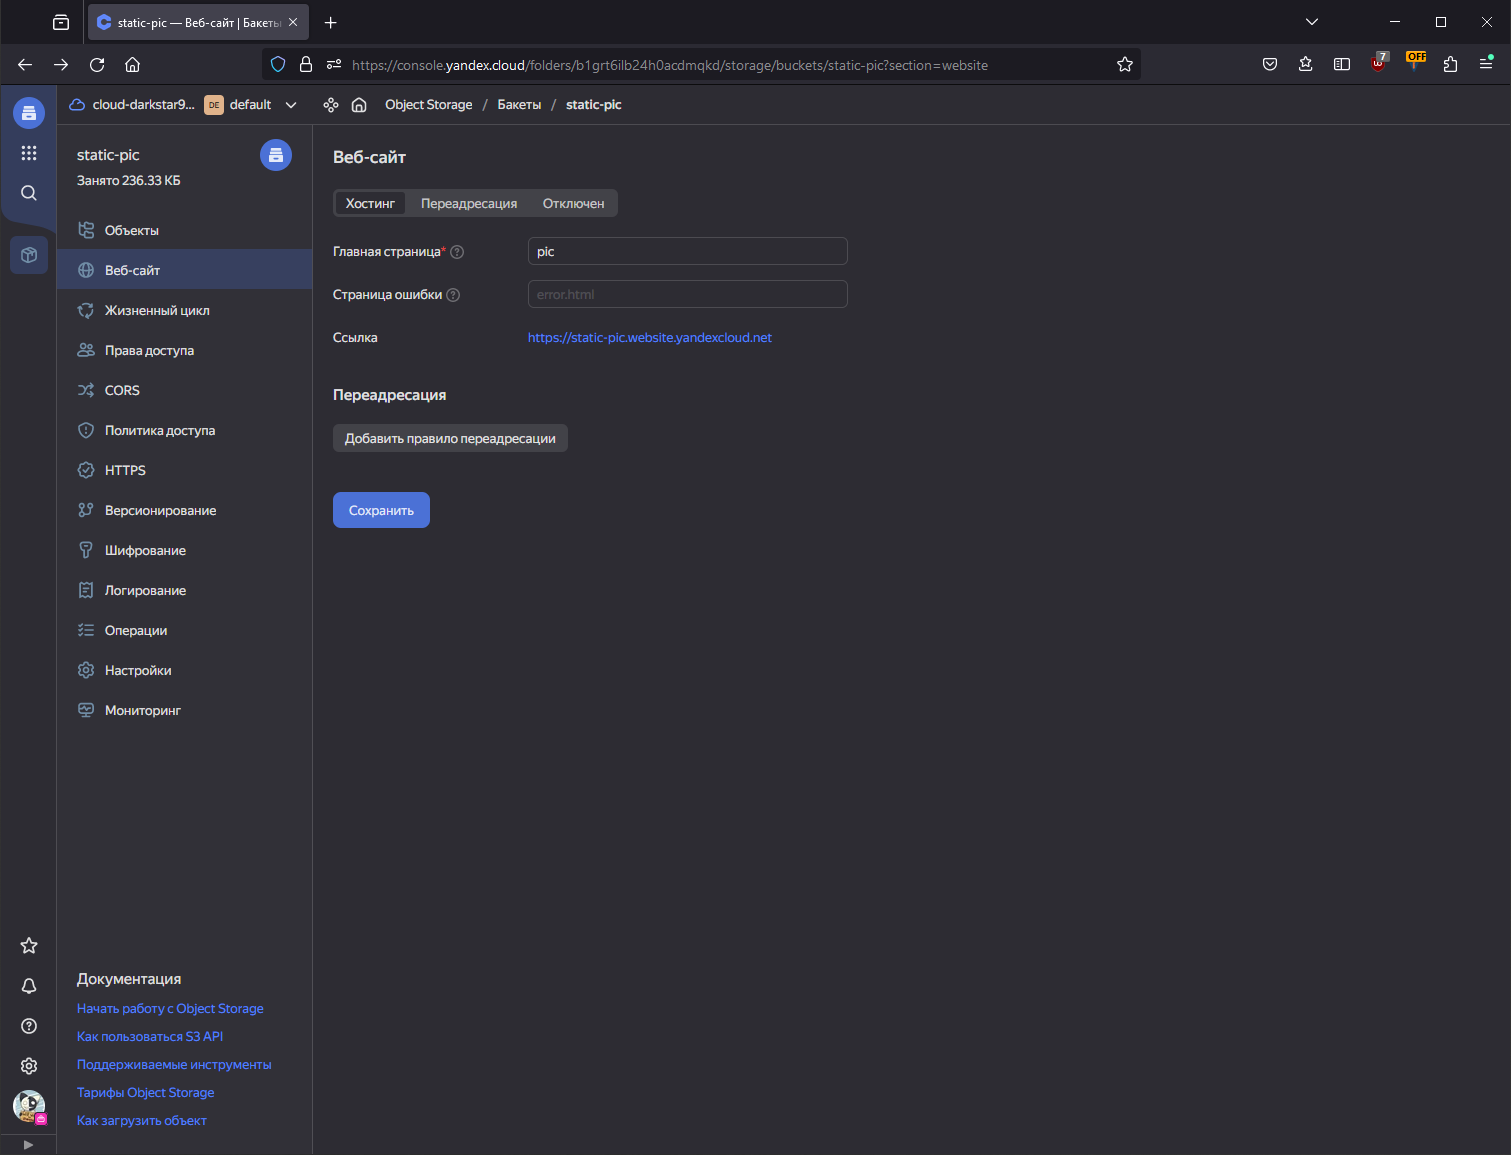 static-pic — Веб-сайт | Бакеты
https://console.yandex.cloud/folders/b1grt6ilb24h0acdmqkd/storage/buckets/static-pic?section=website
7
OFF
cloud-darkstar9... DE default
Object Storage / Бакеты / static-pic
static-pic
Занято 236.33 КБ
Объекты
Веб-сайт
Жизненный цикл
Права доступа
CORS
Политика доступа
HTTPS
Версионирование
Шифрование
Логирование
Операции
Настройки
Мониторинг
Документация
Начать работу с Object Storage
Как пользоваться S3 API
Поддерживаемые инструменты
Тарифы Object Storage
Как загрузить объект
Веб-сайт
Хостинг Переадресация Отключен
Главная страница* pic
Страница ошибки error.html
Ссылка https://static-pic.website.yandexcloud.net
Переадресация
Добавить правило переадресации
Сохранить